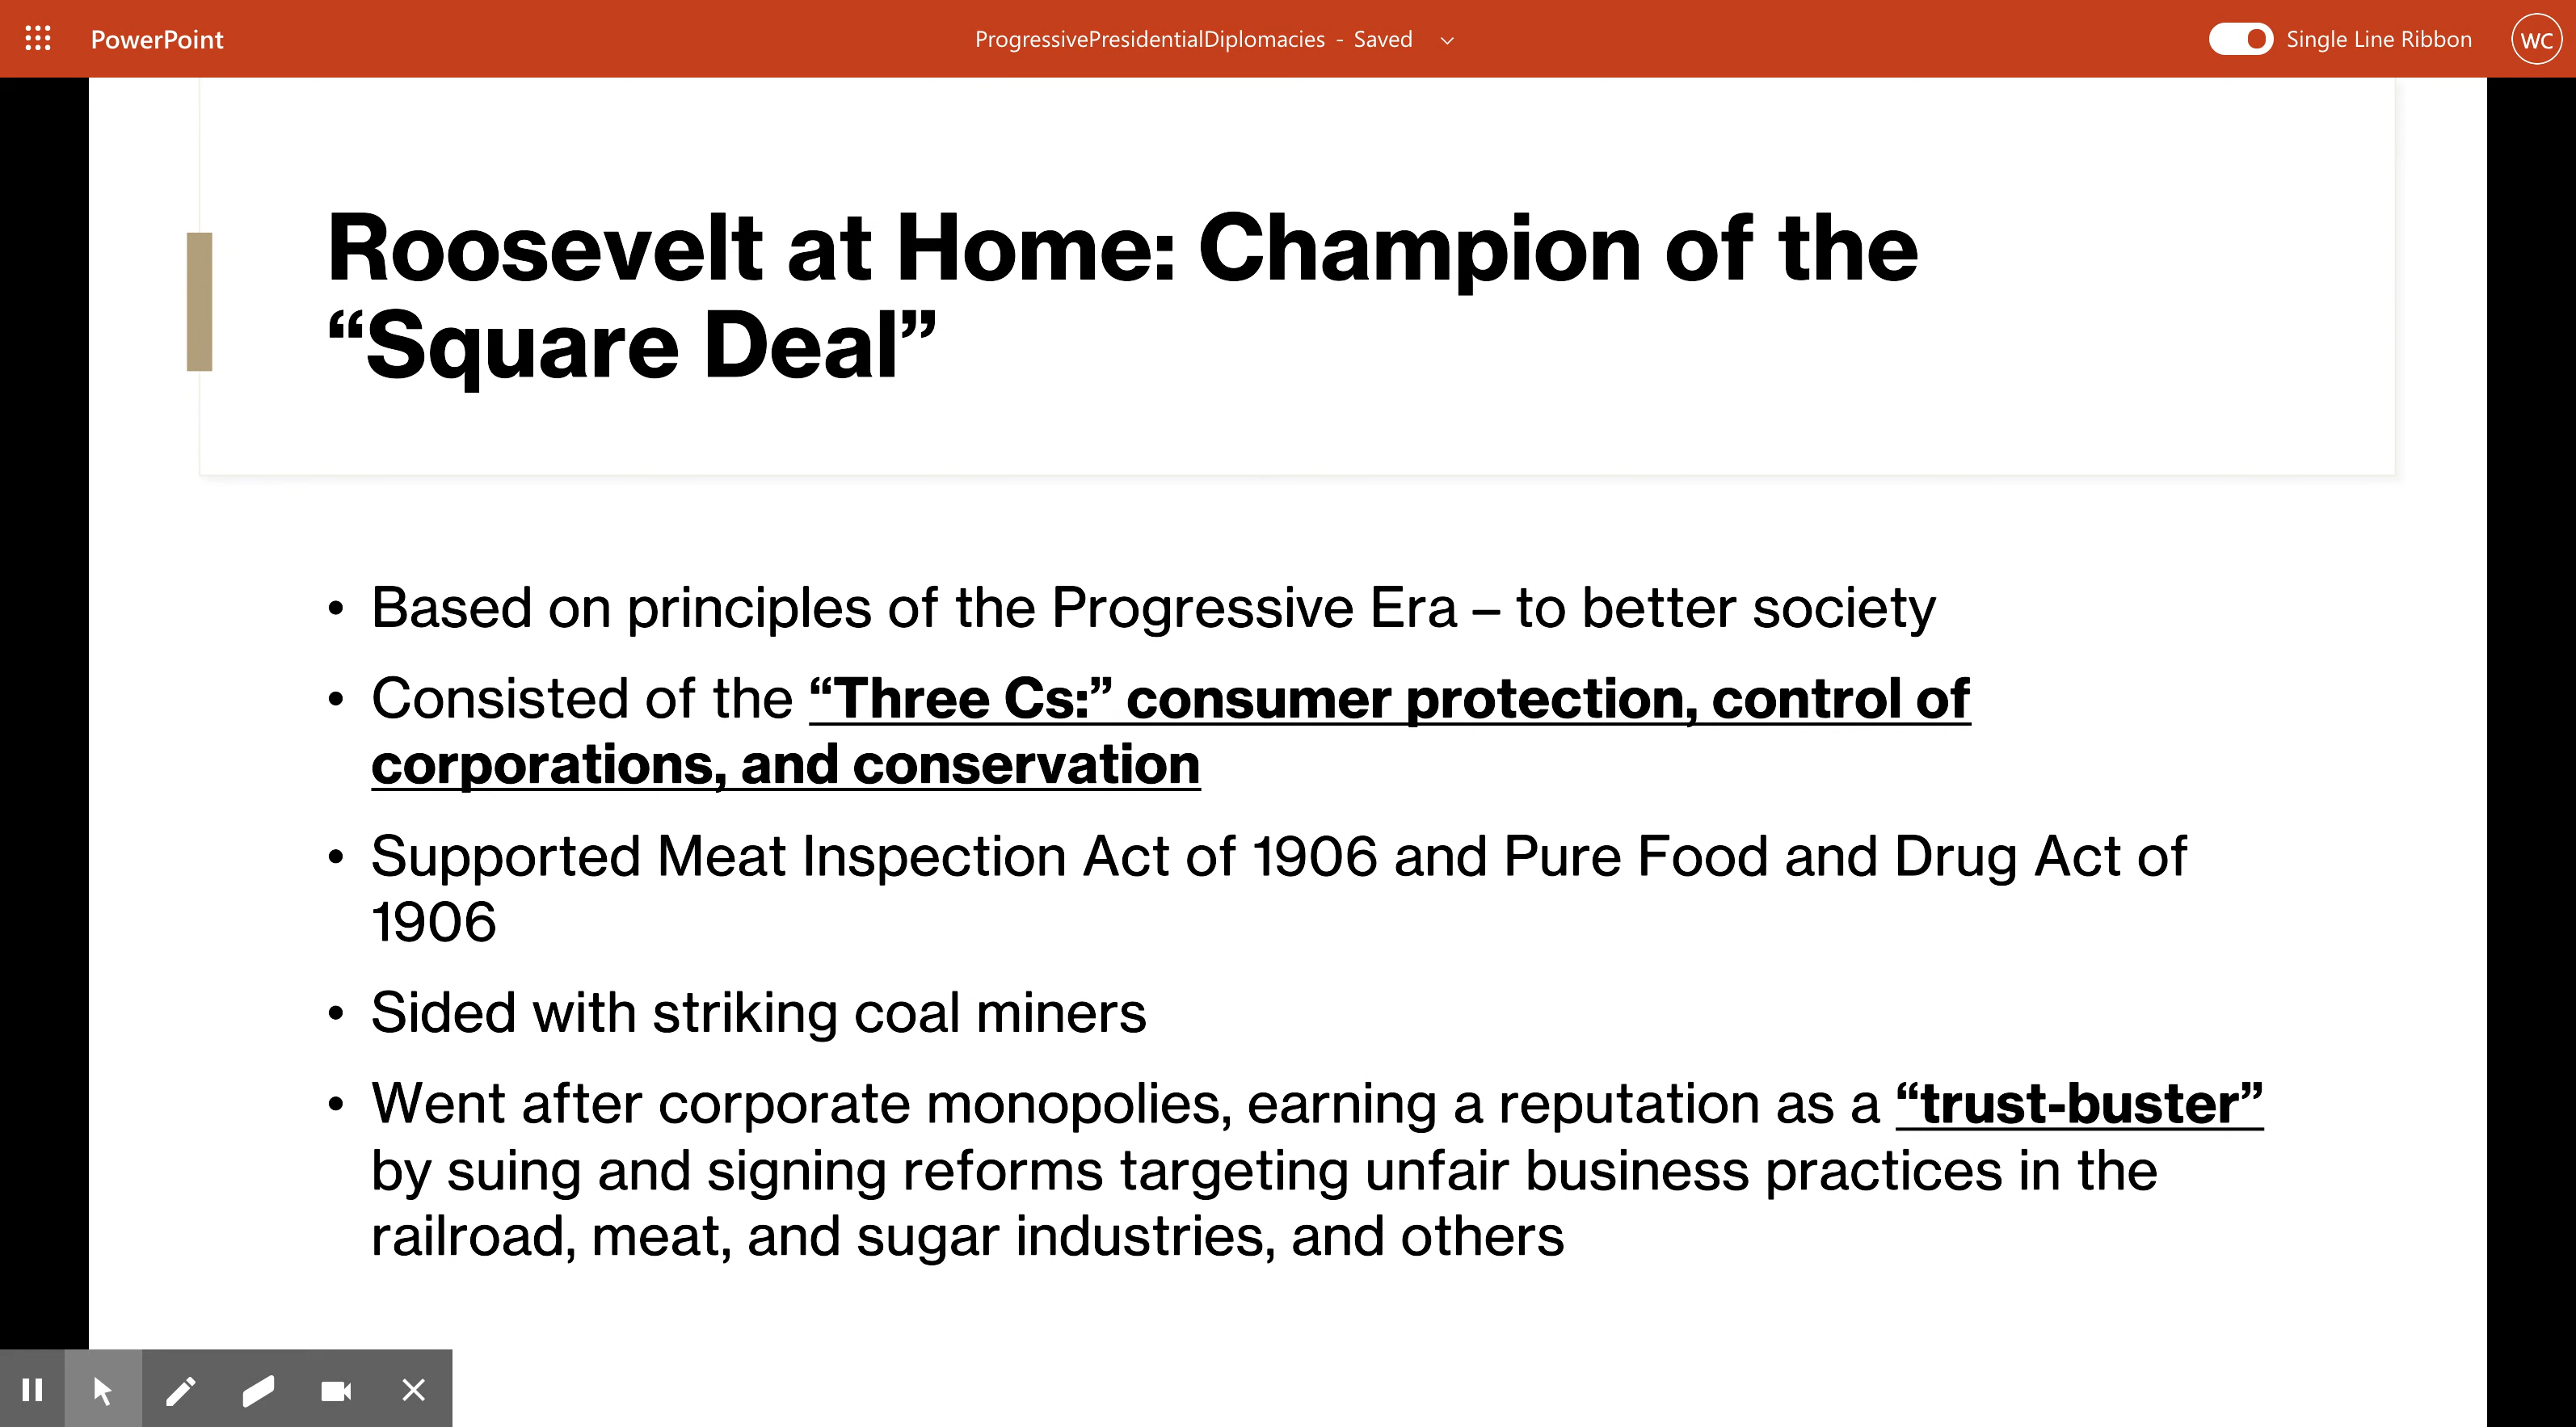 PowerPoint
ProgressivePresidentialDiplomacies - Saved
Single Line Ribbon
WC
Roosevelt at Home: Champion of the
“Square Deal”
• Based on principles of the Progressive Era – to better society
• Consisted of the “Three Cs:” consumer protection, control of
corporations, and conservation
• Supported Meat Inspection Act of 1906 and Pure Food and Drug Act of
1906
• Sided with striking coal miners
• Went after corporate monopolies, earning a reputation as a “trust-buster”
by suing and signing reforms targeting unfair business practices in the
railroad, meat, and sugar industries, and others